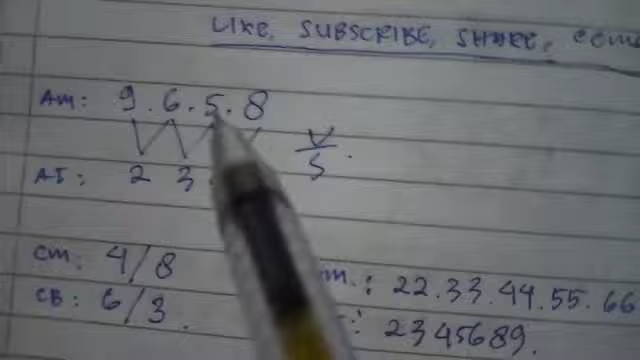 LIKE, SUBSCRIBE, SHARE,
AM: 9.6.5.8
AI: 2 3
V/5.
CM: 4/8
CB: 6/3.
m.: 22.33.44.55.66
: 2345689.